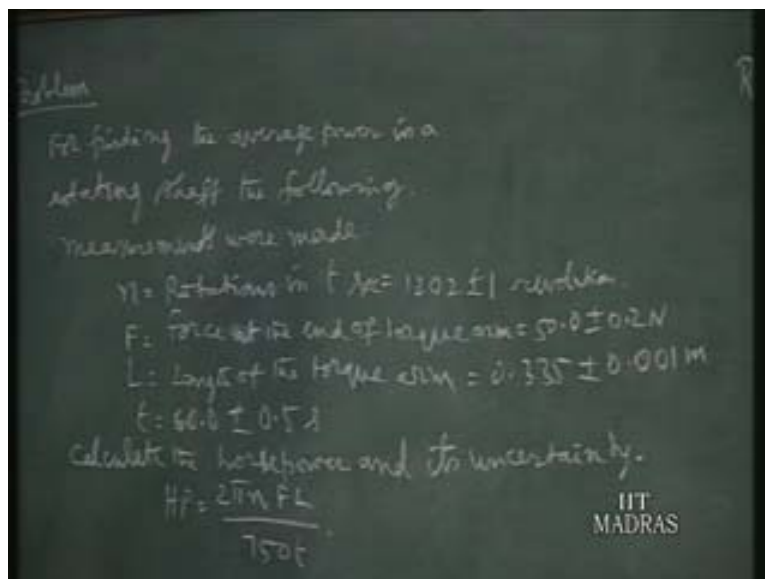 Problem
R
For finding the average power in a
rotating shaft the following.
measurements were made
n = Rotations in t sec = 1202 ± 1 revolution.
F = Force at the end of torque arm = 50.0 ± 0.2 N
L = Length of the torque arm = 0.335 ± 0.001 m
t = 60.0 ± 0.5 s
Calculate the horsepower and its uncertainty.
HP = 2πn FL
750t
IIT
MADRAS